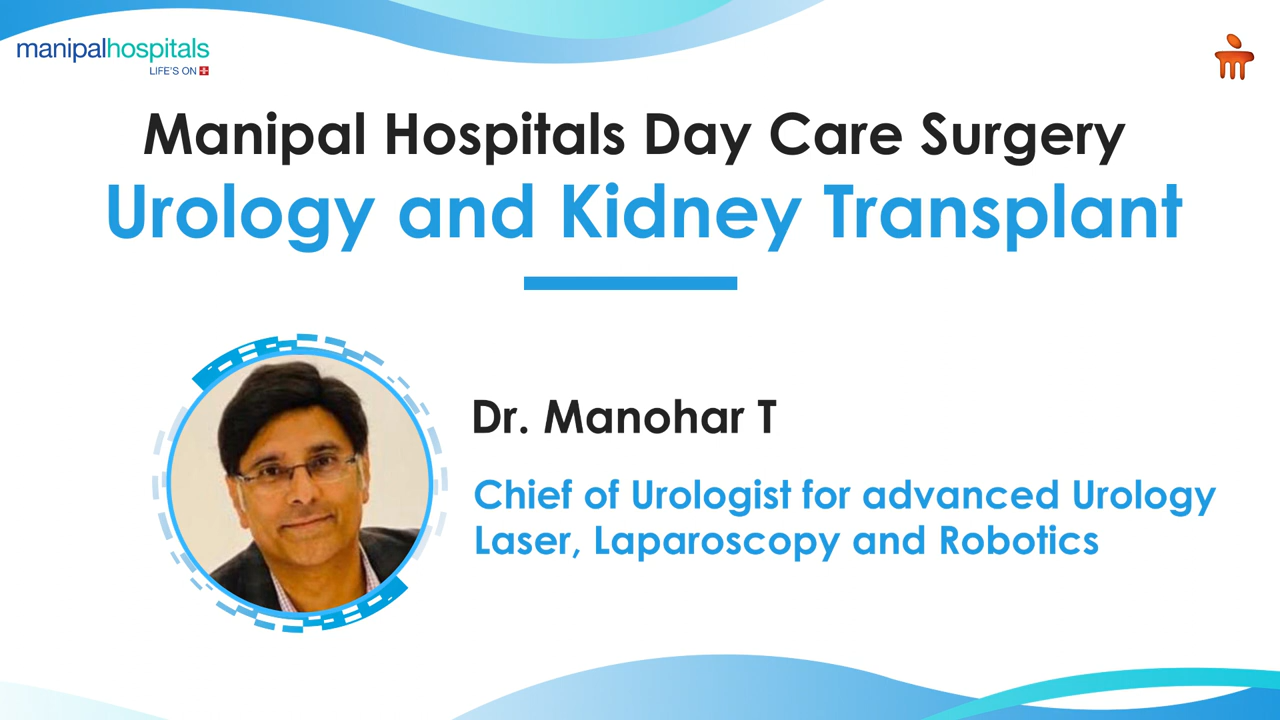 manipalhospitals
LIFE'S ON
Manipal Hospitals Day Care Surgery
Urology and Kidney Transplant
Dr. Manohar T
Chief of Urologist for advanced Urology
Laser, Laparoscopy and Robotics